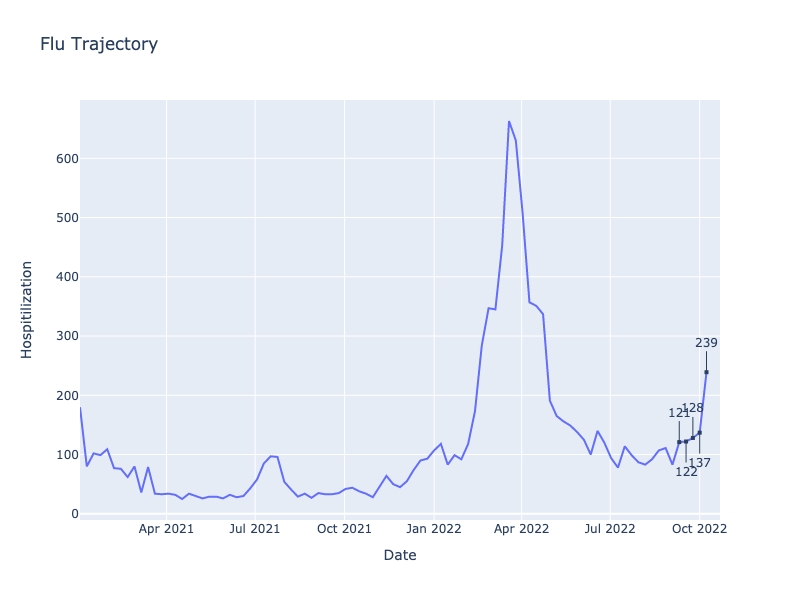 Flu Trajectory
Hospitilization
600
500
400
300
200
100
0
239
121
128
137
122
Apr 2021
Jul 2021
Oct 2021
Jan 2022
Apr 2022
Jul 2022
Oct 2022
Date